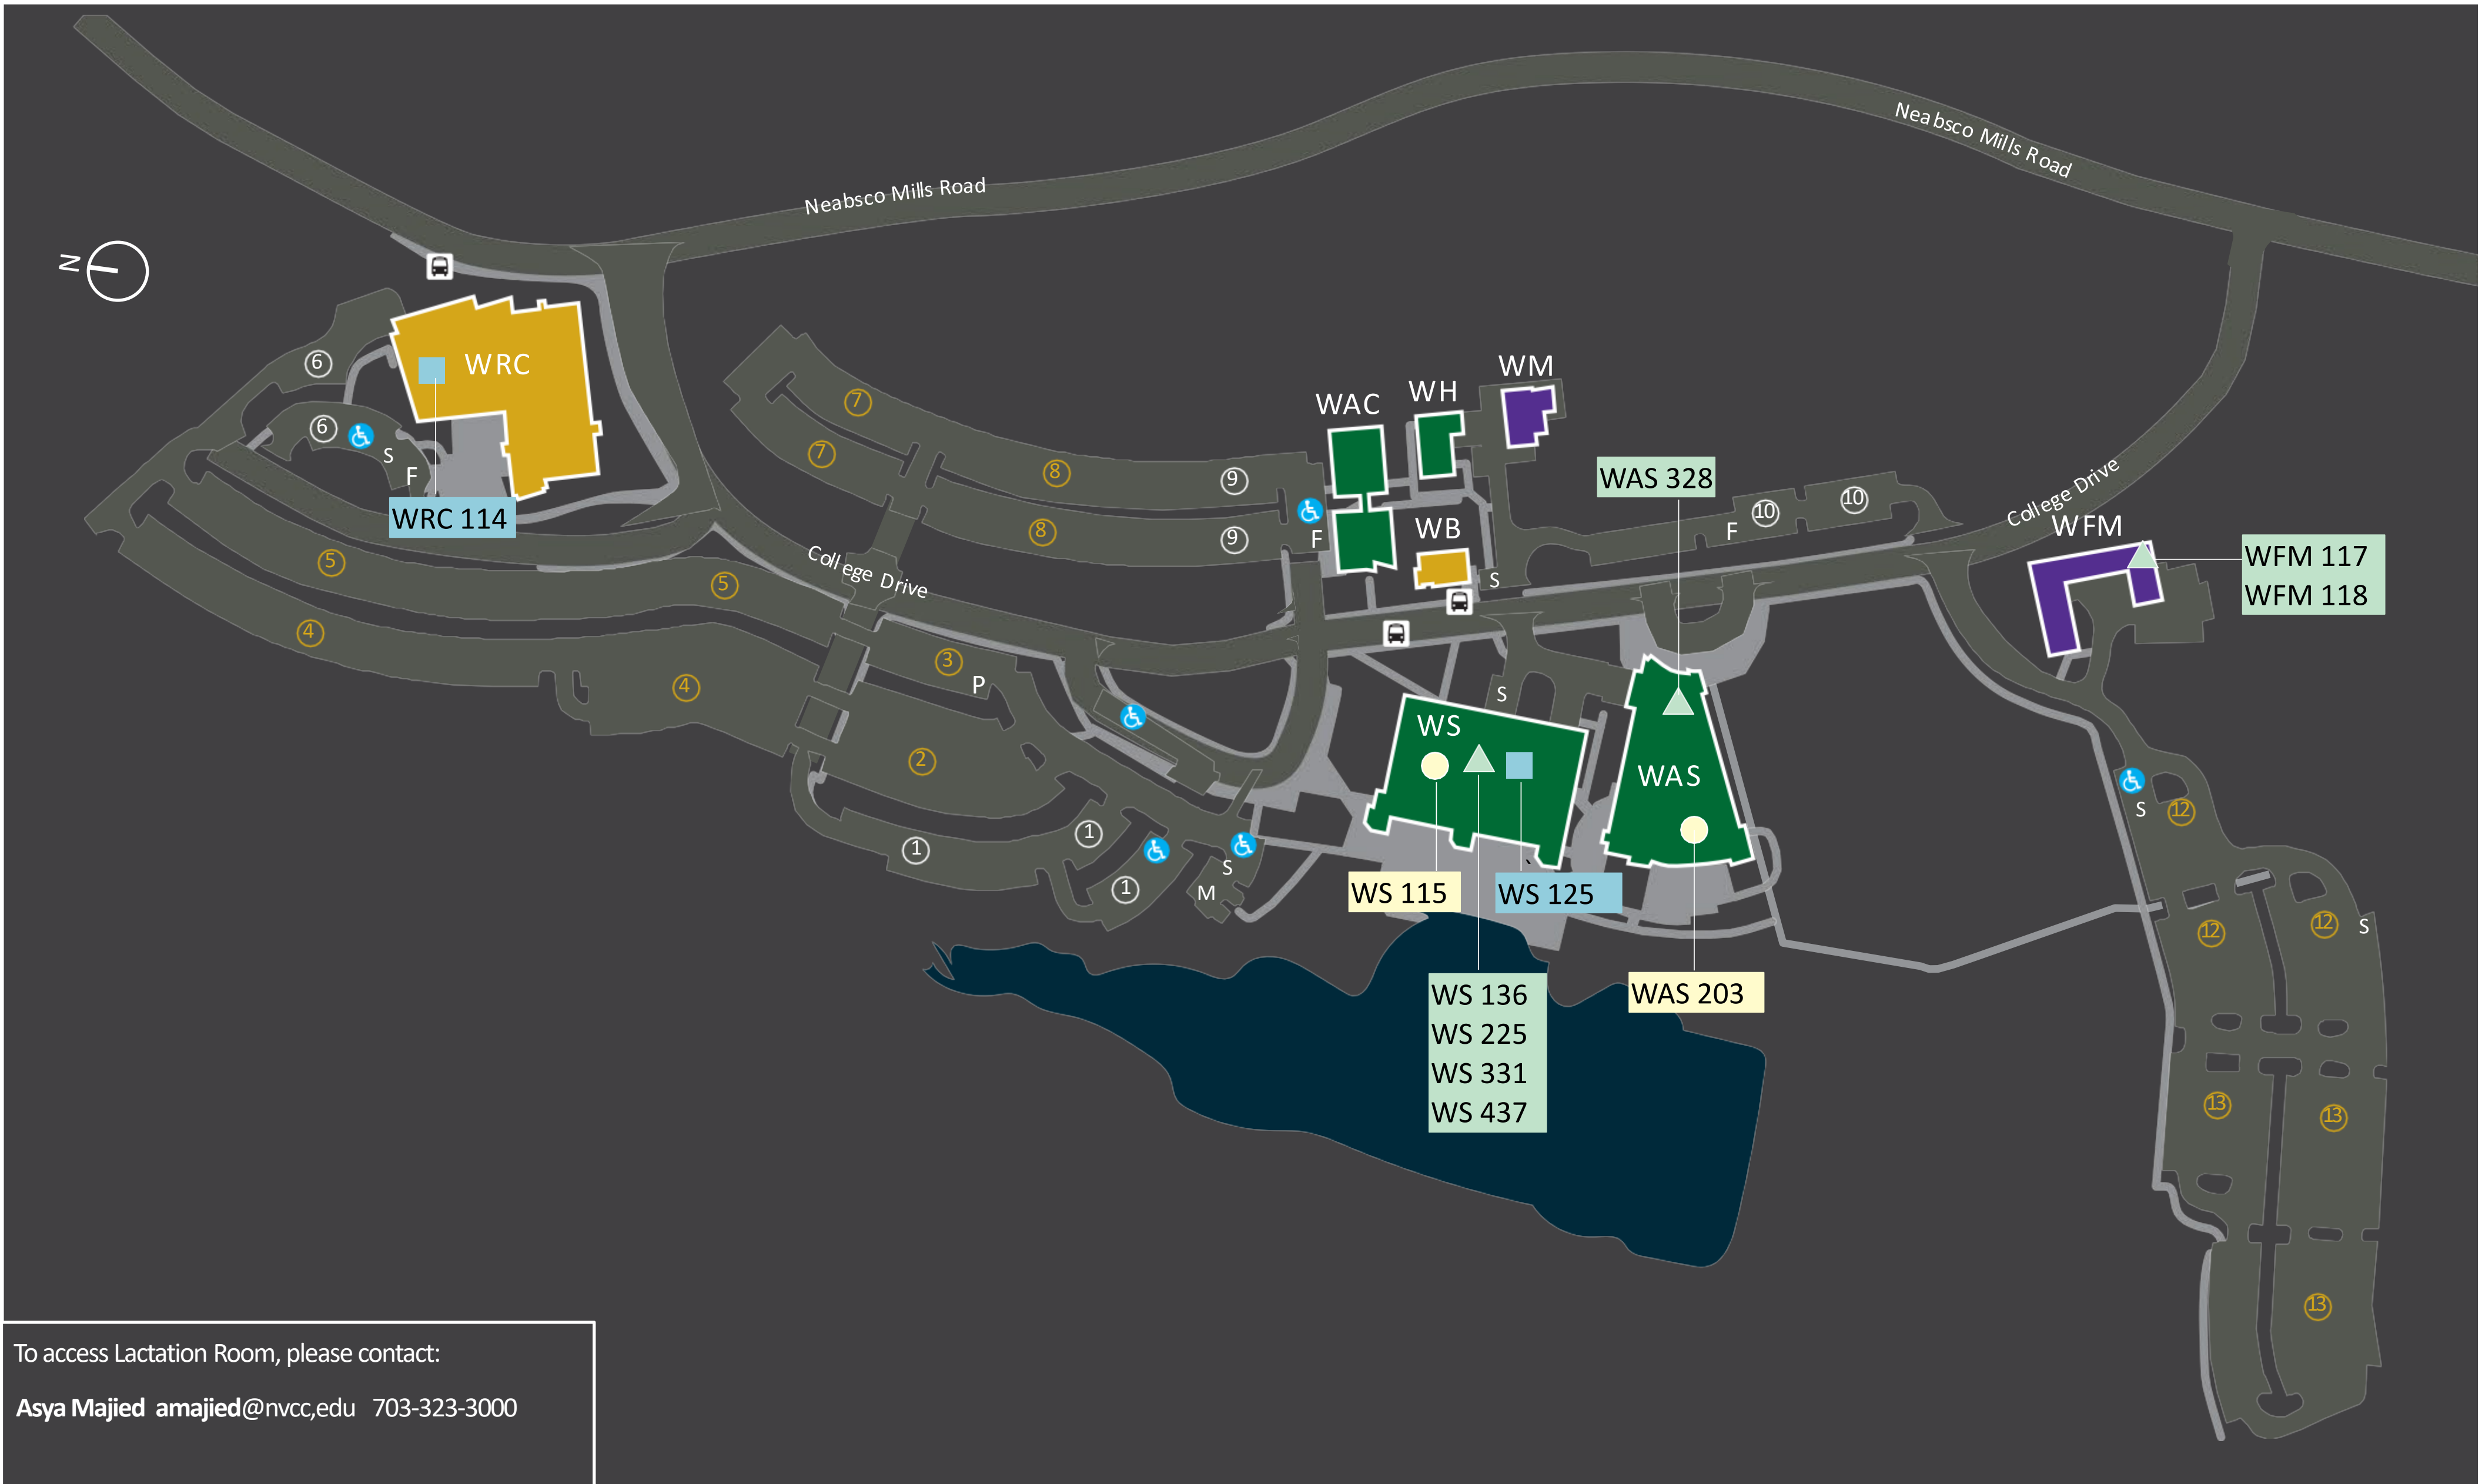 Neabsco Mills Road
Neabsco Mills Road
N
WRC
6
6
S
F
WRC 114
7
7
8
8
9
9
F
WAC
WH
WM
WB
S
WAS 328
10
10
F
College Drive
WFM
WFM 117
WFM 118
5
5
4
4
College Drive
3
P
2
1
1
1
S
M
S
WS
WAS
WS 115
WS 125
WS 136
WS 225
WS 331
WS 437
WAS 203
S
12
12
12
S
13
13
13
To access Lactation Room, please contact:
Asya Majied amajied@nvcc,edu 703-323-3000